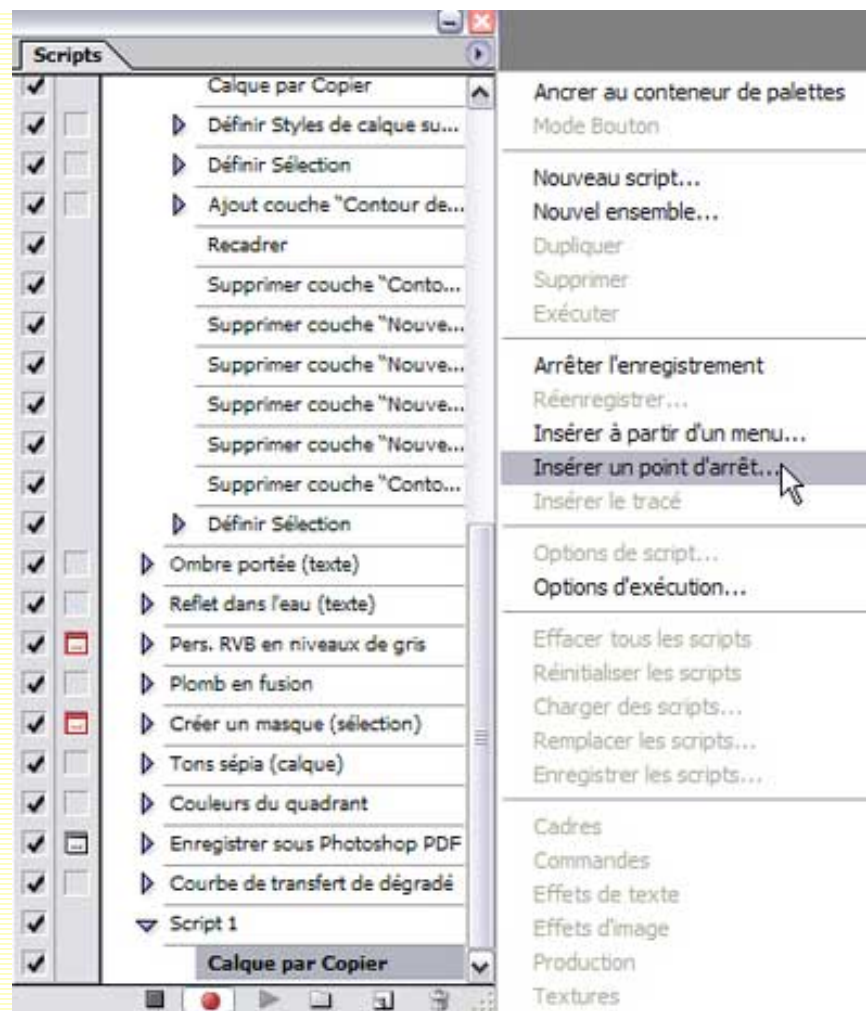 Scripts
Calque par Copier
Définir Styles de calque su...
Définir Sélection
Ajout couche "Contour de...
Recadrer
Supprimer couche "Conto...
Supprimer couche "Nouve...
Supprimer couche "Nouve...
Supprimer couche "Nouve...
Supprimer couche "Nouve...
Supprimer couche "Conto...
Définir Sélection
Ombre portée (texte)
Reflet dans l'eau (texte)
Pers. RVB en niveaux de gris
Plomb en fusion
Créer un masque (sélection)
Tons sépia (calque)
Couleurs du quadrant
Enregistrer sous Photoshop PDF
Courbe de transfert de dégradé
Script 1
Calque par Copier
Ancrer au conteneur de palettes
Mode Bouton
Nouveau script...
Nouvel ensemble...
Dupliquer
Supprimer
Exécuter
Arrêter l'enregistrement
Réenregistrer...
Insérer à partir d'un menu...
Insérer un point d'arrêt...
Insérer le tracé
Options de script...
Options d'exécution...
Effacer tous les scripts
Réinitialiser les scripts
Charger des scripts...
Remplacer les scripts...
Enregistrer les scripts...
Cadres
Commandes
Effets de texte
Effets d'image
Production
Textures